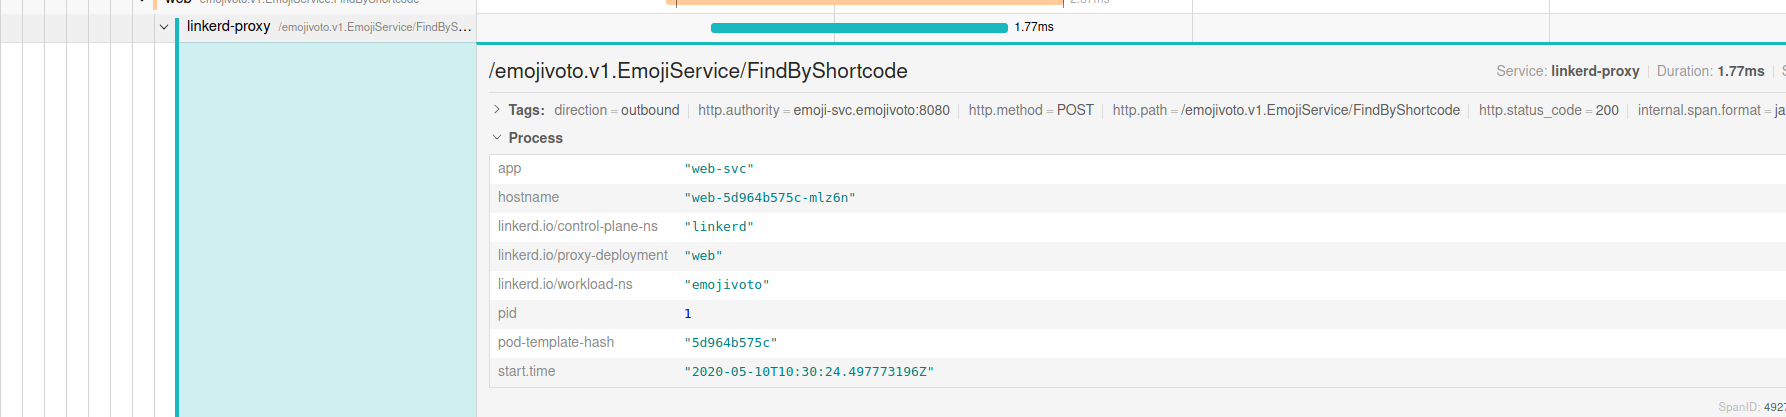 web emojivoto.v1.EmojiService.FindByShortcode
linkerd-proxy /emojivoto.v1.EmojiService/FindByS… 1.77ms
/emojivoto.v1.EmojiService/FindByShortcode Service: linkerd-proxy Duration: 1.77ms
Tags: direction = outbound http.authority = emoji-svc.emojivoto:8080 http.method = POST http.path = /emojivoto.v1.EmojiService/FindByShortcode http.status_code = 200 internal.span.format = ja
Process
app "web-svc"
hostname "web-5d964b575c-mlz6n"
linkerd.io/control-plane-ns "linkerd"
linkerd.io/proxy-deployment "web"
linkerd.io/workload-ns "emojivoto"
pid 1
pod-template-hash "5d964b575c"
start.time "2020-05-10T10:30:24.497773196Z"
SpanID: 492